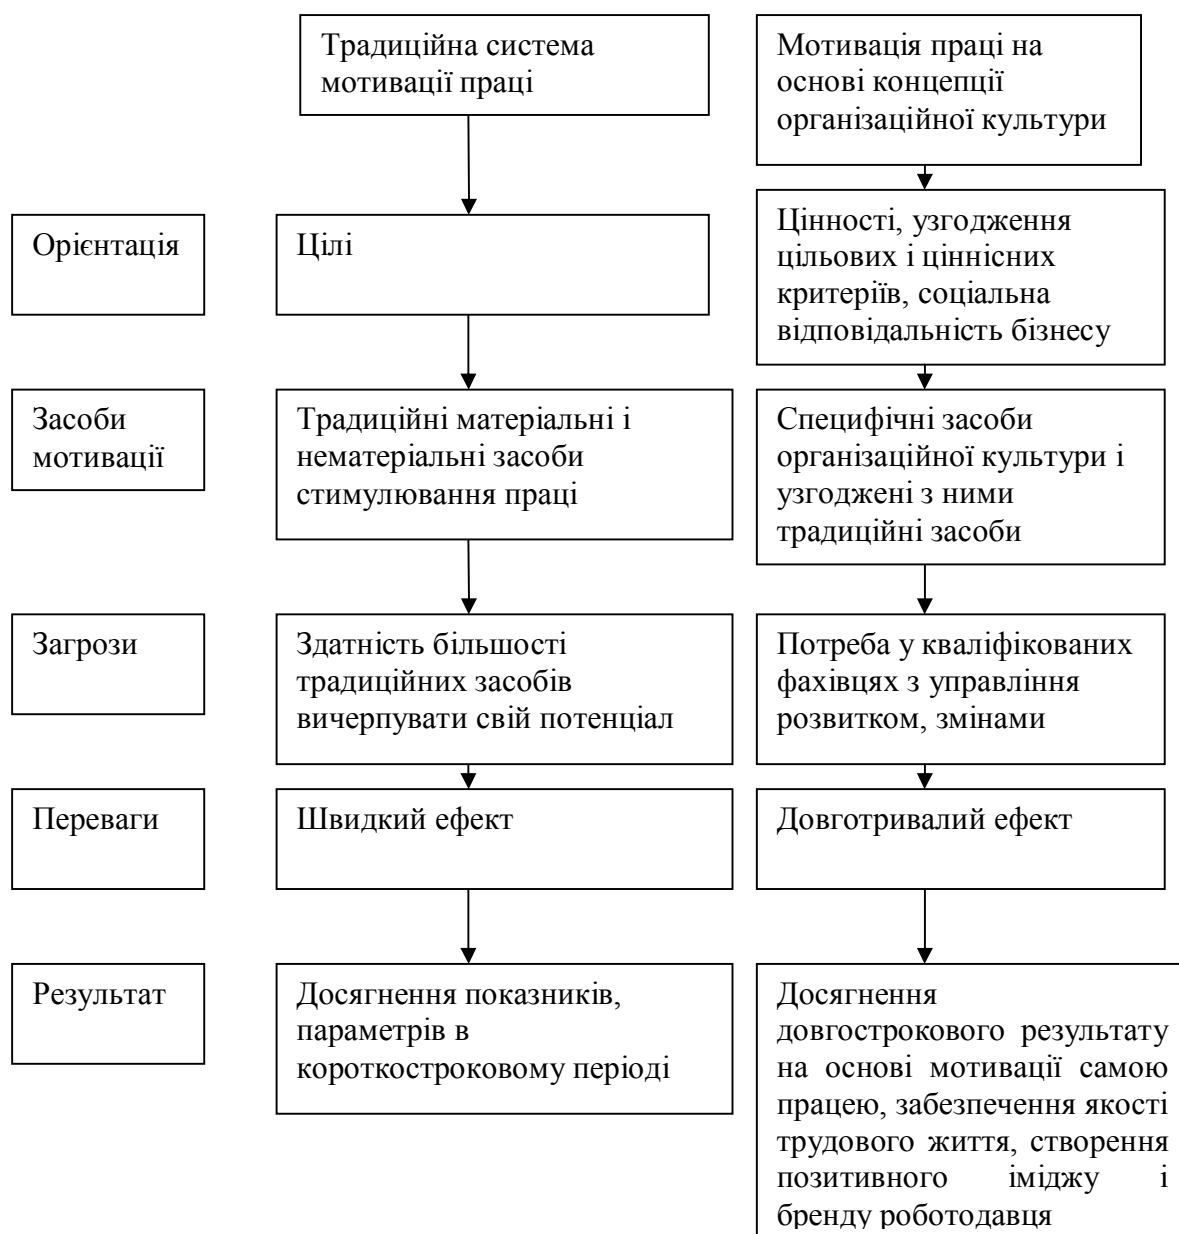 Традиційна система
мотивації праці
Мотивація праці на
основі концепції
організаційної культури
Орієнтація
Цілі
Цінності, узгодження
цільових і ціннісних
критеріїв, соціальна
відповідальність бізнесу
Засоби
мотивації
Традиційні матеріальні і
нематеріальні засоби
стимулювання праці
Специфічні засоби
організаційної культури і
узгоджені з ними
традиційні засоби
Загрози
Здатність більшості
традиційних засобів
вичерпувати свій потенціал
Потреба у кваліфікованих
фахівцях з управління
розвитком, змінами
Переваги
Швидкий ефект
Довготривалий ефект
Результат
Досягнення показників,
параметрів в
короткостроковому періоді
Досягнення
довгострокового результату
на основі мотивації самою
працею, забезпечення якості
трудового життя, створення
позитивного іміджу і
бренду роботодавця